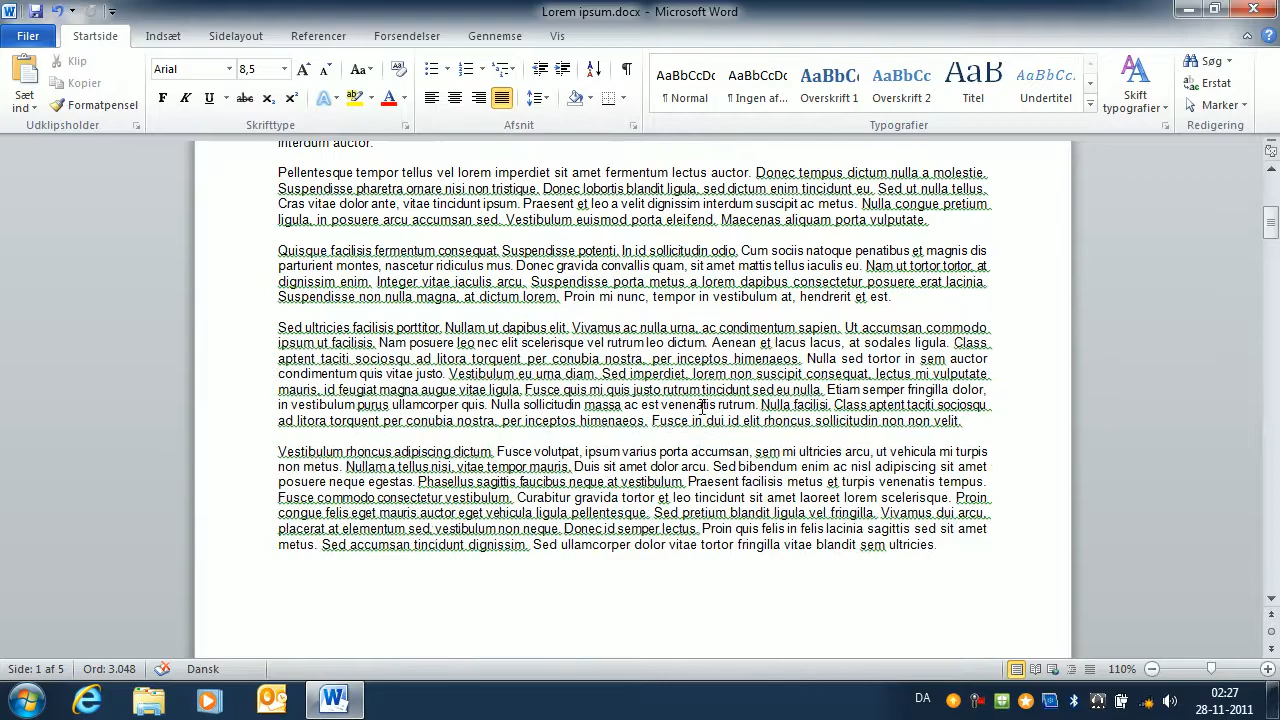 Lorem ipsum.docx - Microsoft Word
Filer Startside Indsæt Sidelayout Referencer Forsendelser Gennemse Vis
Sæt ind
Klip
Kopier
Formatpensel
Udklipsholder
Arial 8,5
Skrifttype
Afsnit
AaBbCcDc AaBbCcDc AaBbC AaBbCc AaB AaBbCc.
¶ Normal ¶ Ingen af... Overskrift 1 Overskrift 2 Titel Undertitel
Skift typografier
Typografier
Søg
Erstat
Marker
Redigering
interdum auctor.
Pellentesque tempor tellus vel lorem imperdiet sit amet fermentum lectus auctor. Donec tempus dictum nulla a molestie.
Suspendisse pharetra ornare nisi non tristique. Donec lobortis blandit ligula, sed dictum enim tincidunt eu. Sed ut nulla tellus.
Cras vitae dolor ante, vitae tincidunt ipsum. Praesent et leo a velit dignissim interdum suscipit ac metus. Nulla congue pretium
ligula, in posuere arcu accumsan sed. Vestibulum euismod porta eleifend. Maecenas aliquam porta vulputate.
Quisque facilisis fermentum consequat. Suspendisse potenti. In id sollicitudin odio. Cum sociis natoque penatibus et magnis dis
parturient montes, nascetur ridiculus mus. Donec gravida convallis quam, sit amet mattis tellus iaculis eu. Nam ut tortor tortor, at
dignissim enim. Integer vitae iaculis arcu. Suspendisse porta metus a lorem dapibus consectetur posuere erat lacinia.
Suspendisse non nulla magna, at dictum lorem. Proin mi nunc, tempor in vestibulum at, hendrerit et est.
Sed ultricies facilisis porttitor. Nullam ut dapibus elit. Vivamus ac nulla urna, ac condimentum sapien. Ut accumsan commodo
ipsum ut facilisis. Nam posuere leo nec elit scelerisque vel rutrum leo dictum. Aenean et lacus lacus, at sodales ligula. Class
aptent taciti sociosqu ad litora torquent per conubia nostra, per inceptos himenaeos. Nulla sed tortor in sem auctor
condimentum quis vitae justo. Vestibulum eu urna diam. Sed imperdiet, lorem non suscipit consequat, lectus mi vulputate
mauris, id feugiat magna augue vitae ligula. Fusce quis mi quis justo rutrum tincidunt sed eu nulla. Etiam semper fringilla dolor,
in vestibulum purus ullamcorper quis. Nulla sollicitudin massa ac est venenatis rutrum. Nulla facilisi. Class aptent taciti sociosqu
ad litora torquent per conubia nostra, per inceptos himenaeos. Fusce in dui id elit rhoncus sollicitudin non non velit.
Vestibulum rhoncus adipiscing dictum. Fusce volutpat, ipsum varius porta accumsan, sem mi ultricies arcu, ut vehicula mi turpis
non metus. Nullam a tellus nisi, vitae tempor mauris. Duis sit amet dolor arcu. Sed bibendum enim ac nisl adipiscing sit amet
posuere neque egestas. Phasellus sagittis faucibus neque at vestibulum. Praesent facilisis metus et turpis venenatis tempus.
Fusce commodo consectetur vestibulum. Curabitur gravida tortor et leo tincidunt sit amet laoreet lorem scelerisque. Proin
congue felis eget mauris auctor eget vehicula ligula pellentesque. Sed pretium blandit ligula vel fringilla. Vivamus dui arcu,
placerat at elementum sed, vestibulum non neque. Donec id semper lectus. Proin quis felis in felis lacinia sagittis sed sit amet
metus. Sed accumsan tincidunt dignissim. Sed ullamcorper dolor vitae tortor fringilla vitae blandit sem ultricies.
Side: 1 af 5 Ord: 3.048 Dansk 110%
DA 02:27
28-11-2011